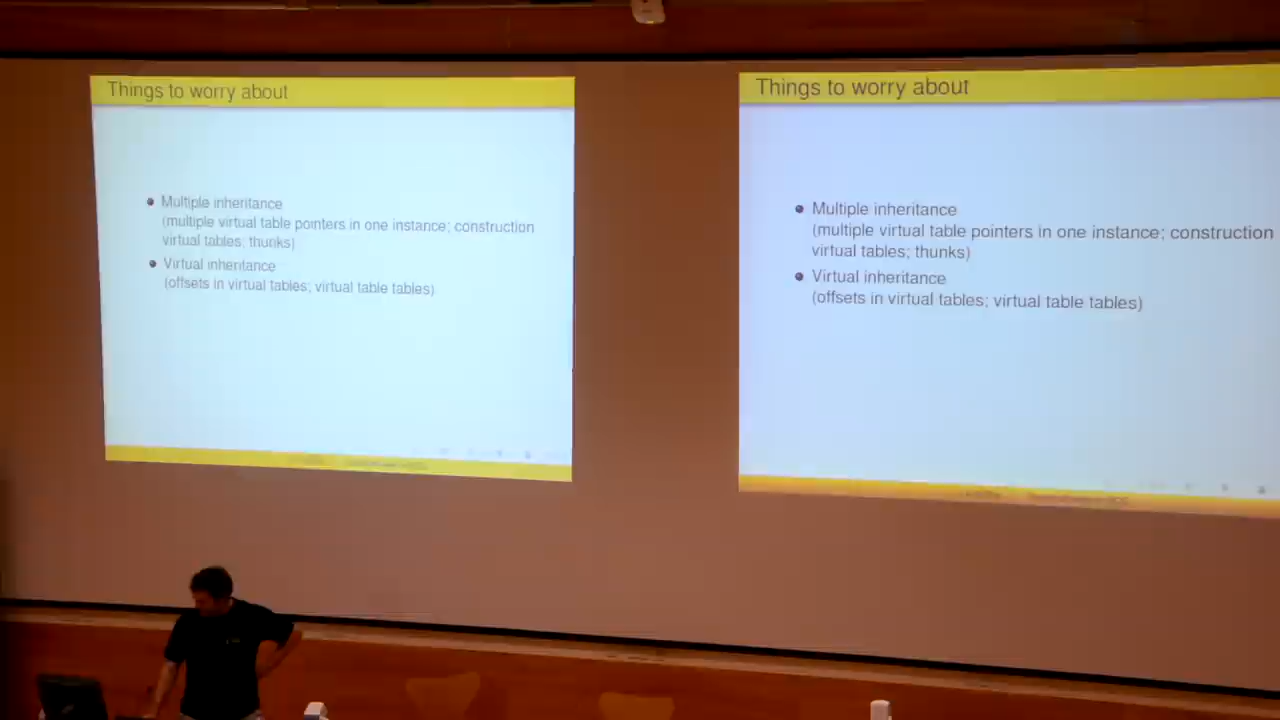 Things to worry about
Multiple inheritance
(multiple virtual table pointers in one instance; construction
virtual tables; thunks)
Virtual inheritance
(offsets in virtual tables; virtual table tables)
Things to worry about
Multiple inheritance
(multiple virtual table pointers in one instance; construction
virtual tables; thunks)
Virtual inheritance
(offsets in virtual tables; virtual table tables)